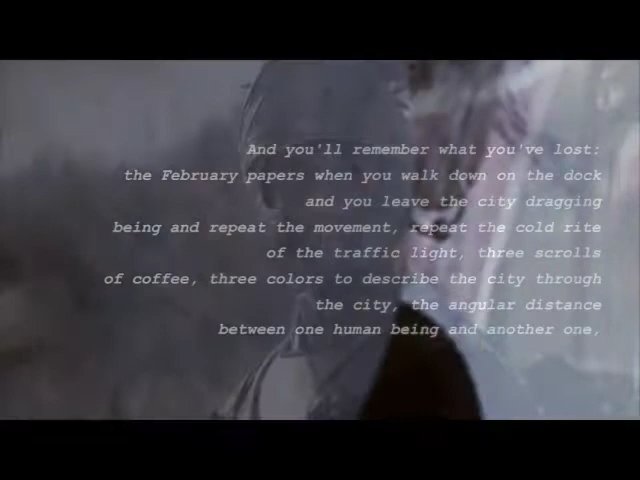 And you'll remember what you've lost:
the February papers when you walk down on the dock
and you leave the city dragging
being and repeat the movement, repeat the cold rite
of the traffic light, three scrolls
of coffee, three colors to describe the city through
the city, the angular distance
between one human being and another one,